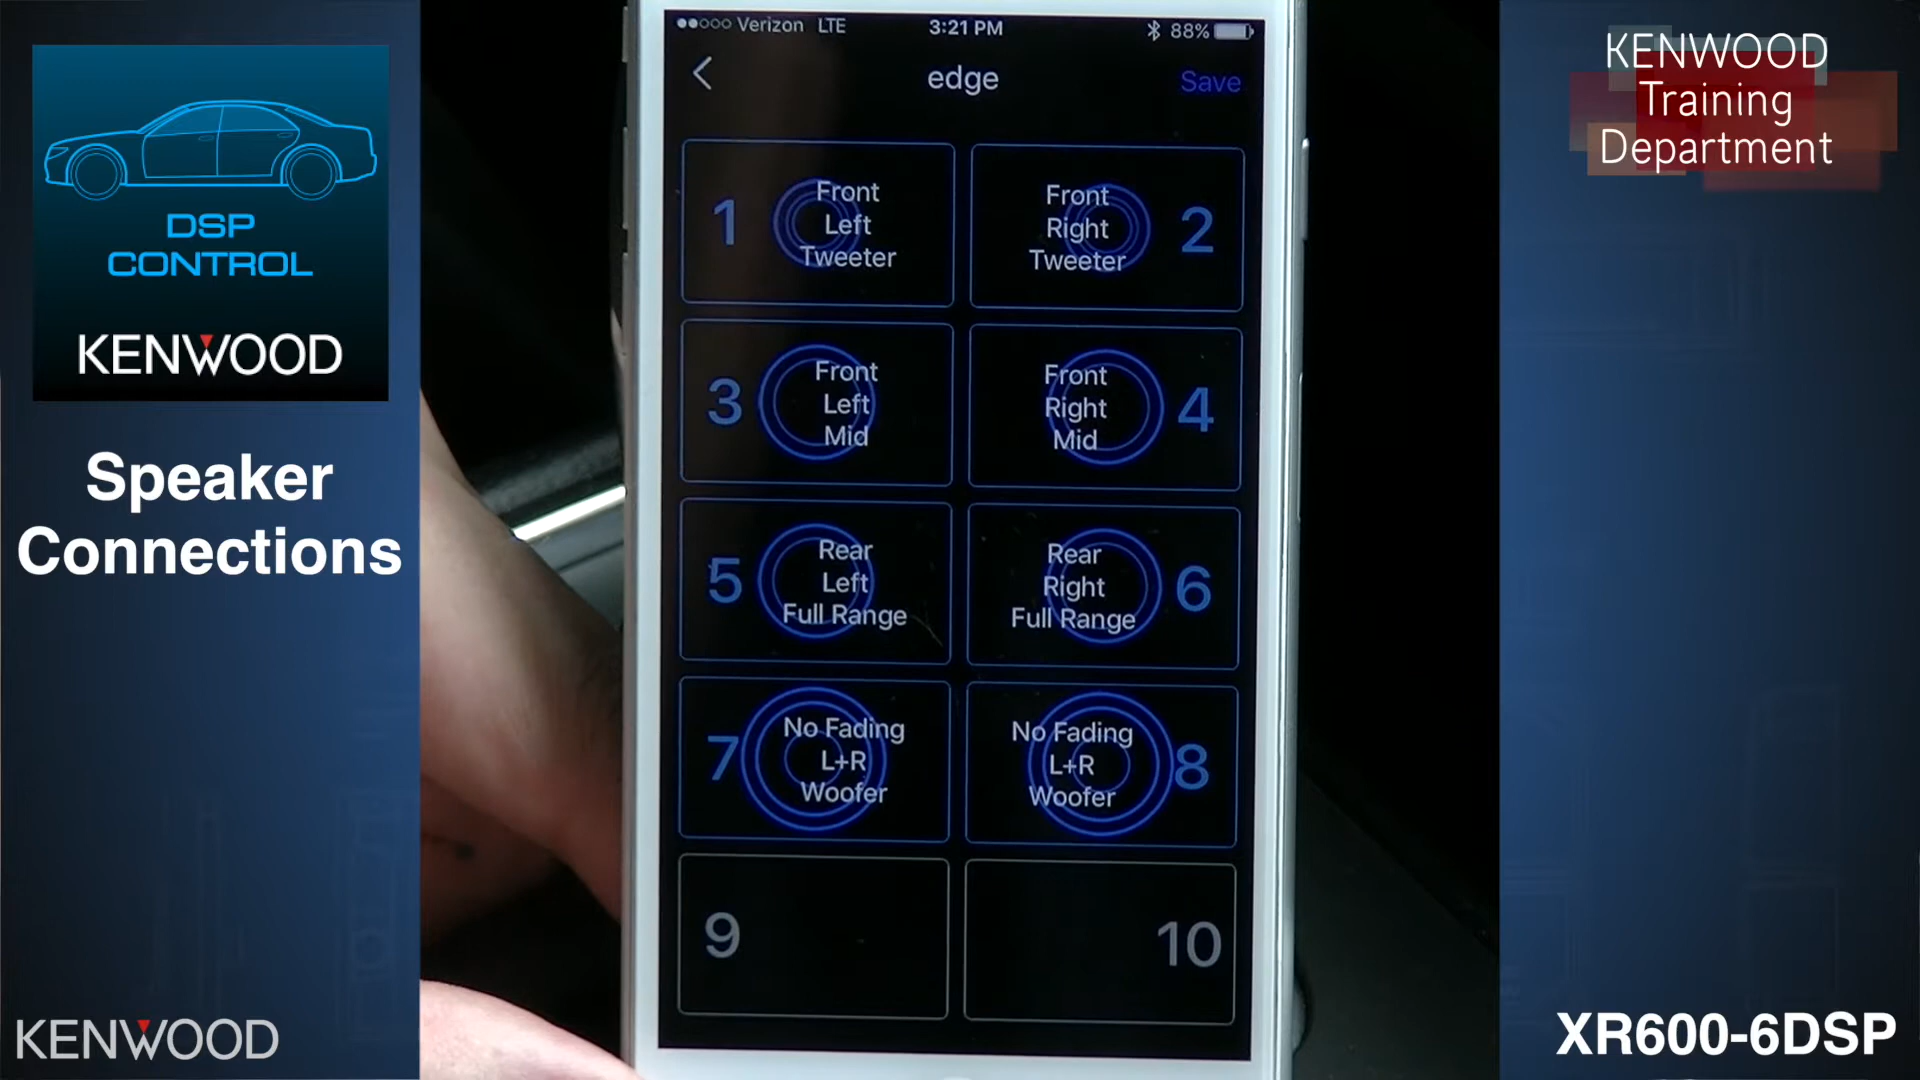 DSP
CONTROL
KENWOOD
Speaker
Connections
KENWOOD
Verizon LTE
3:21 PM
88%
edge
Save
1
Front
Left
Tweeter
Front
Right
Tweeter
2
3
Front
Left
Mid
Front
Right
Mid
4
5
Rear
Left
Full Range
Rear
Right
Full Range
6
7
No Fading
L+R
Woofer
No Fading
L+R
Woofer
8
9
10
KENWOOD
Training
Department
XR600-6DSP